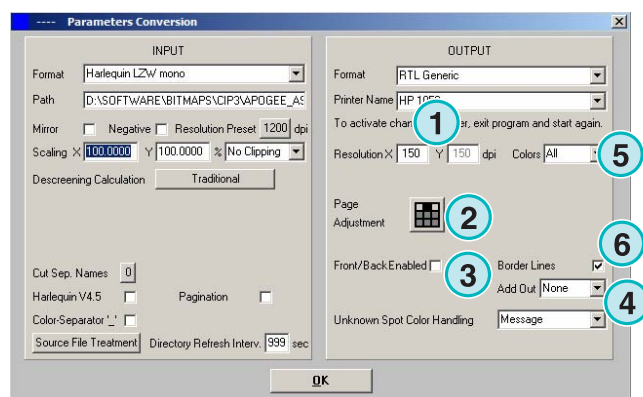 ---- Parameters Conversion
INPUT
Format Harlequin LZW mono
Path D:\SOFTWARE\BITMAPS\CIP3\APOGEE_AS
Mirror Negative Resolution Preset 1200 dpi
Scaling X 100.0000 Y 100.0000 % No Clipping
Descreening Calculation Traditional
Cut Sep. Names 0
Harlequin V4.5 Pagination
Color-Separator '_'
Source File Treatment Directory Refresh Interv. 999 sec
OUTPUT
Format RTL Generic
Printer Name HP
To activate exit program and start again.
1
Resolution X 150 Y 150 dpi Colors All
5
Page
Adjustment
2
6
Front/Back Enabled
3
Border Lines
Add Out None
4
Unknown Spot Color Handling Message
OK